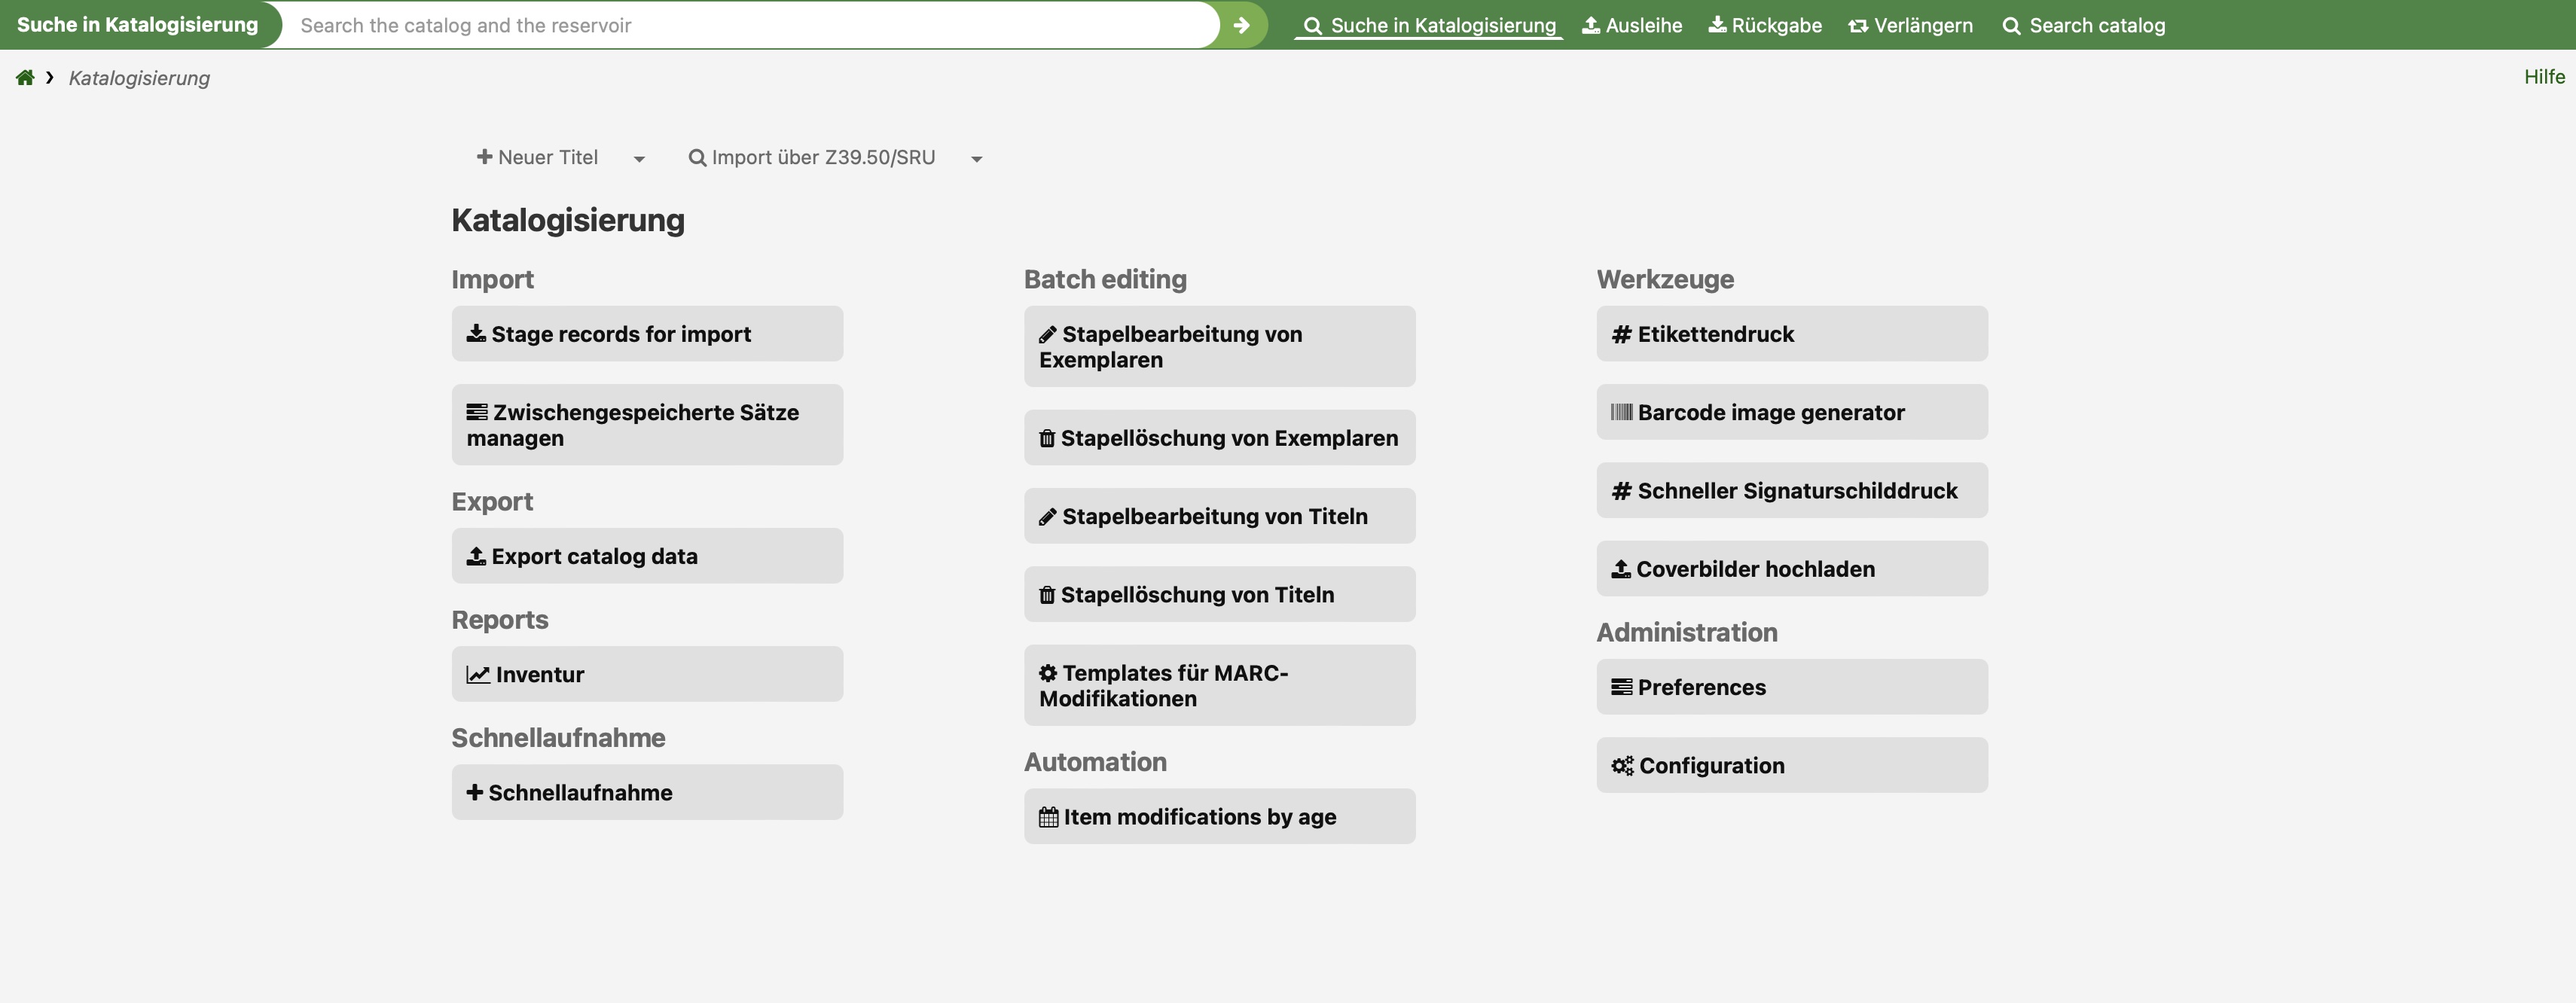 Suche in Katalogisierung
Search the catalog and the reservoir
Suche in Katalogisierung
Ausleihe
Rückgabe
Verlängern
Search catalog
Katalogisierung
Hilfe
Neuer Titel
Import über Z39.50/SRU
Katalogisierung
Import
Stage records for import
Zwischengespeicherte Sätze
managen
Export
Export catalog data
Reports
Inventur
Schnellaufnahme
Schnellaufnahme
Batch editing
Stapelbearbeitung von
Exemplaren
Stapellöschung von Exemplaren
Stapelbearbeitung von Titeln
Stapellöschung von Titeln
Templates für MARC-
Modifikationen
Automation
Item modifications by age
Werkzeuge
Etikettendruck
Barcode image generator
Schneller Signaturschilddruck
Coverbilder hochladen
Administration
Preferences
Configuration